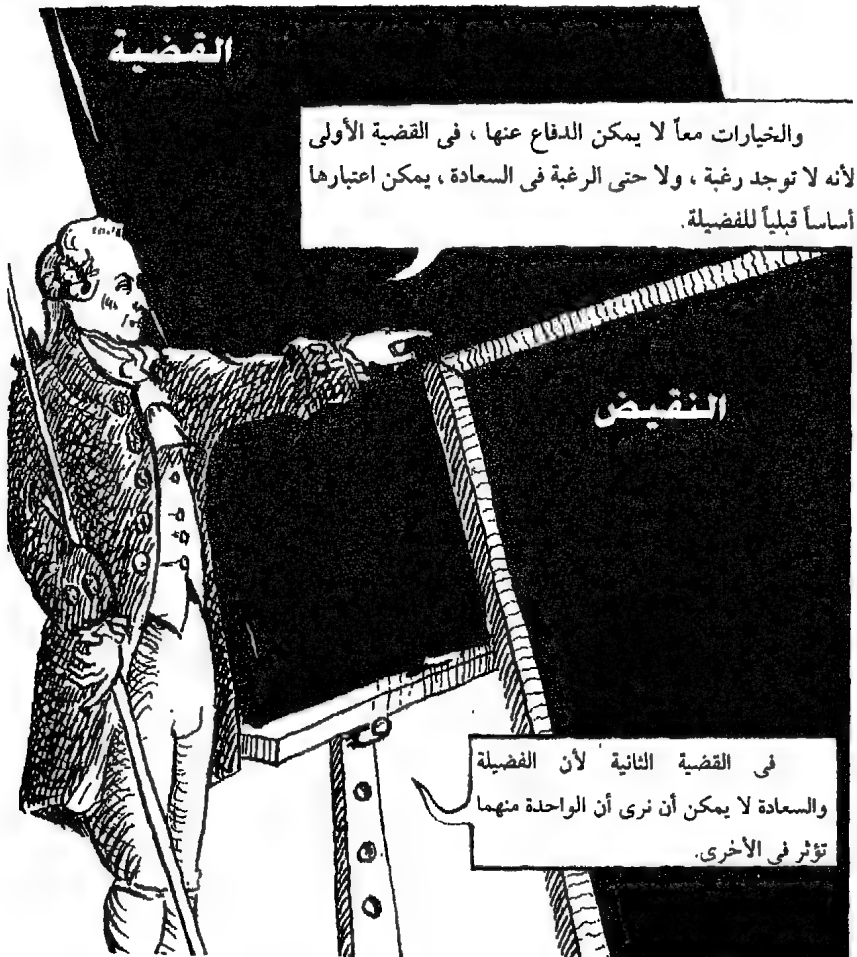 القضية
والخيارات معاً لا يمكن الدفاع عنها ، فى القضية الأولى
لأنه لا توجد رغبة ، ولا حتى الرغبة فى السعادة ، يمكن اعتبارها
أساساً قبلياً للفضيلة.
النقيض
فى القضية الثانية لأن الفضيلة
والسعادة لا يمكن أن نرى أن الواحدة منهما
تؤثر فى الأخرى.